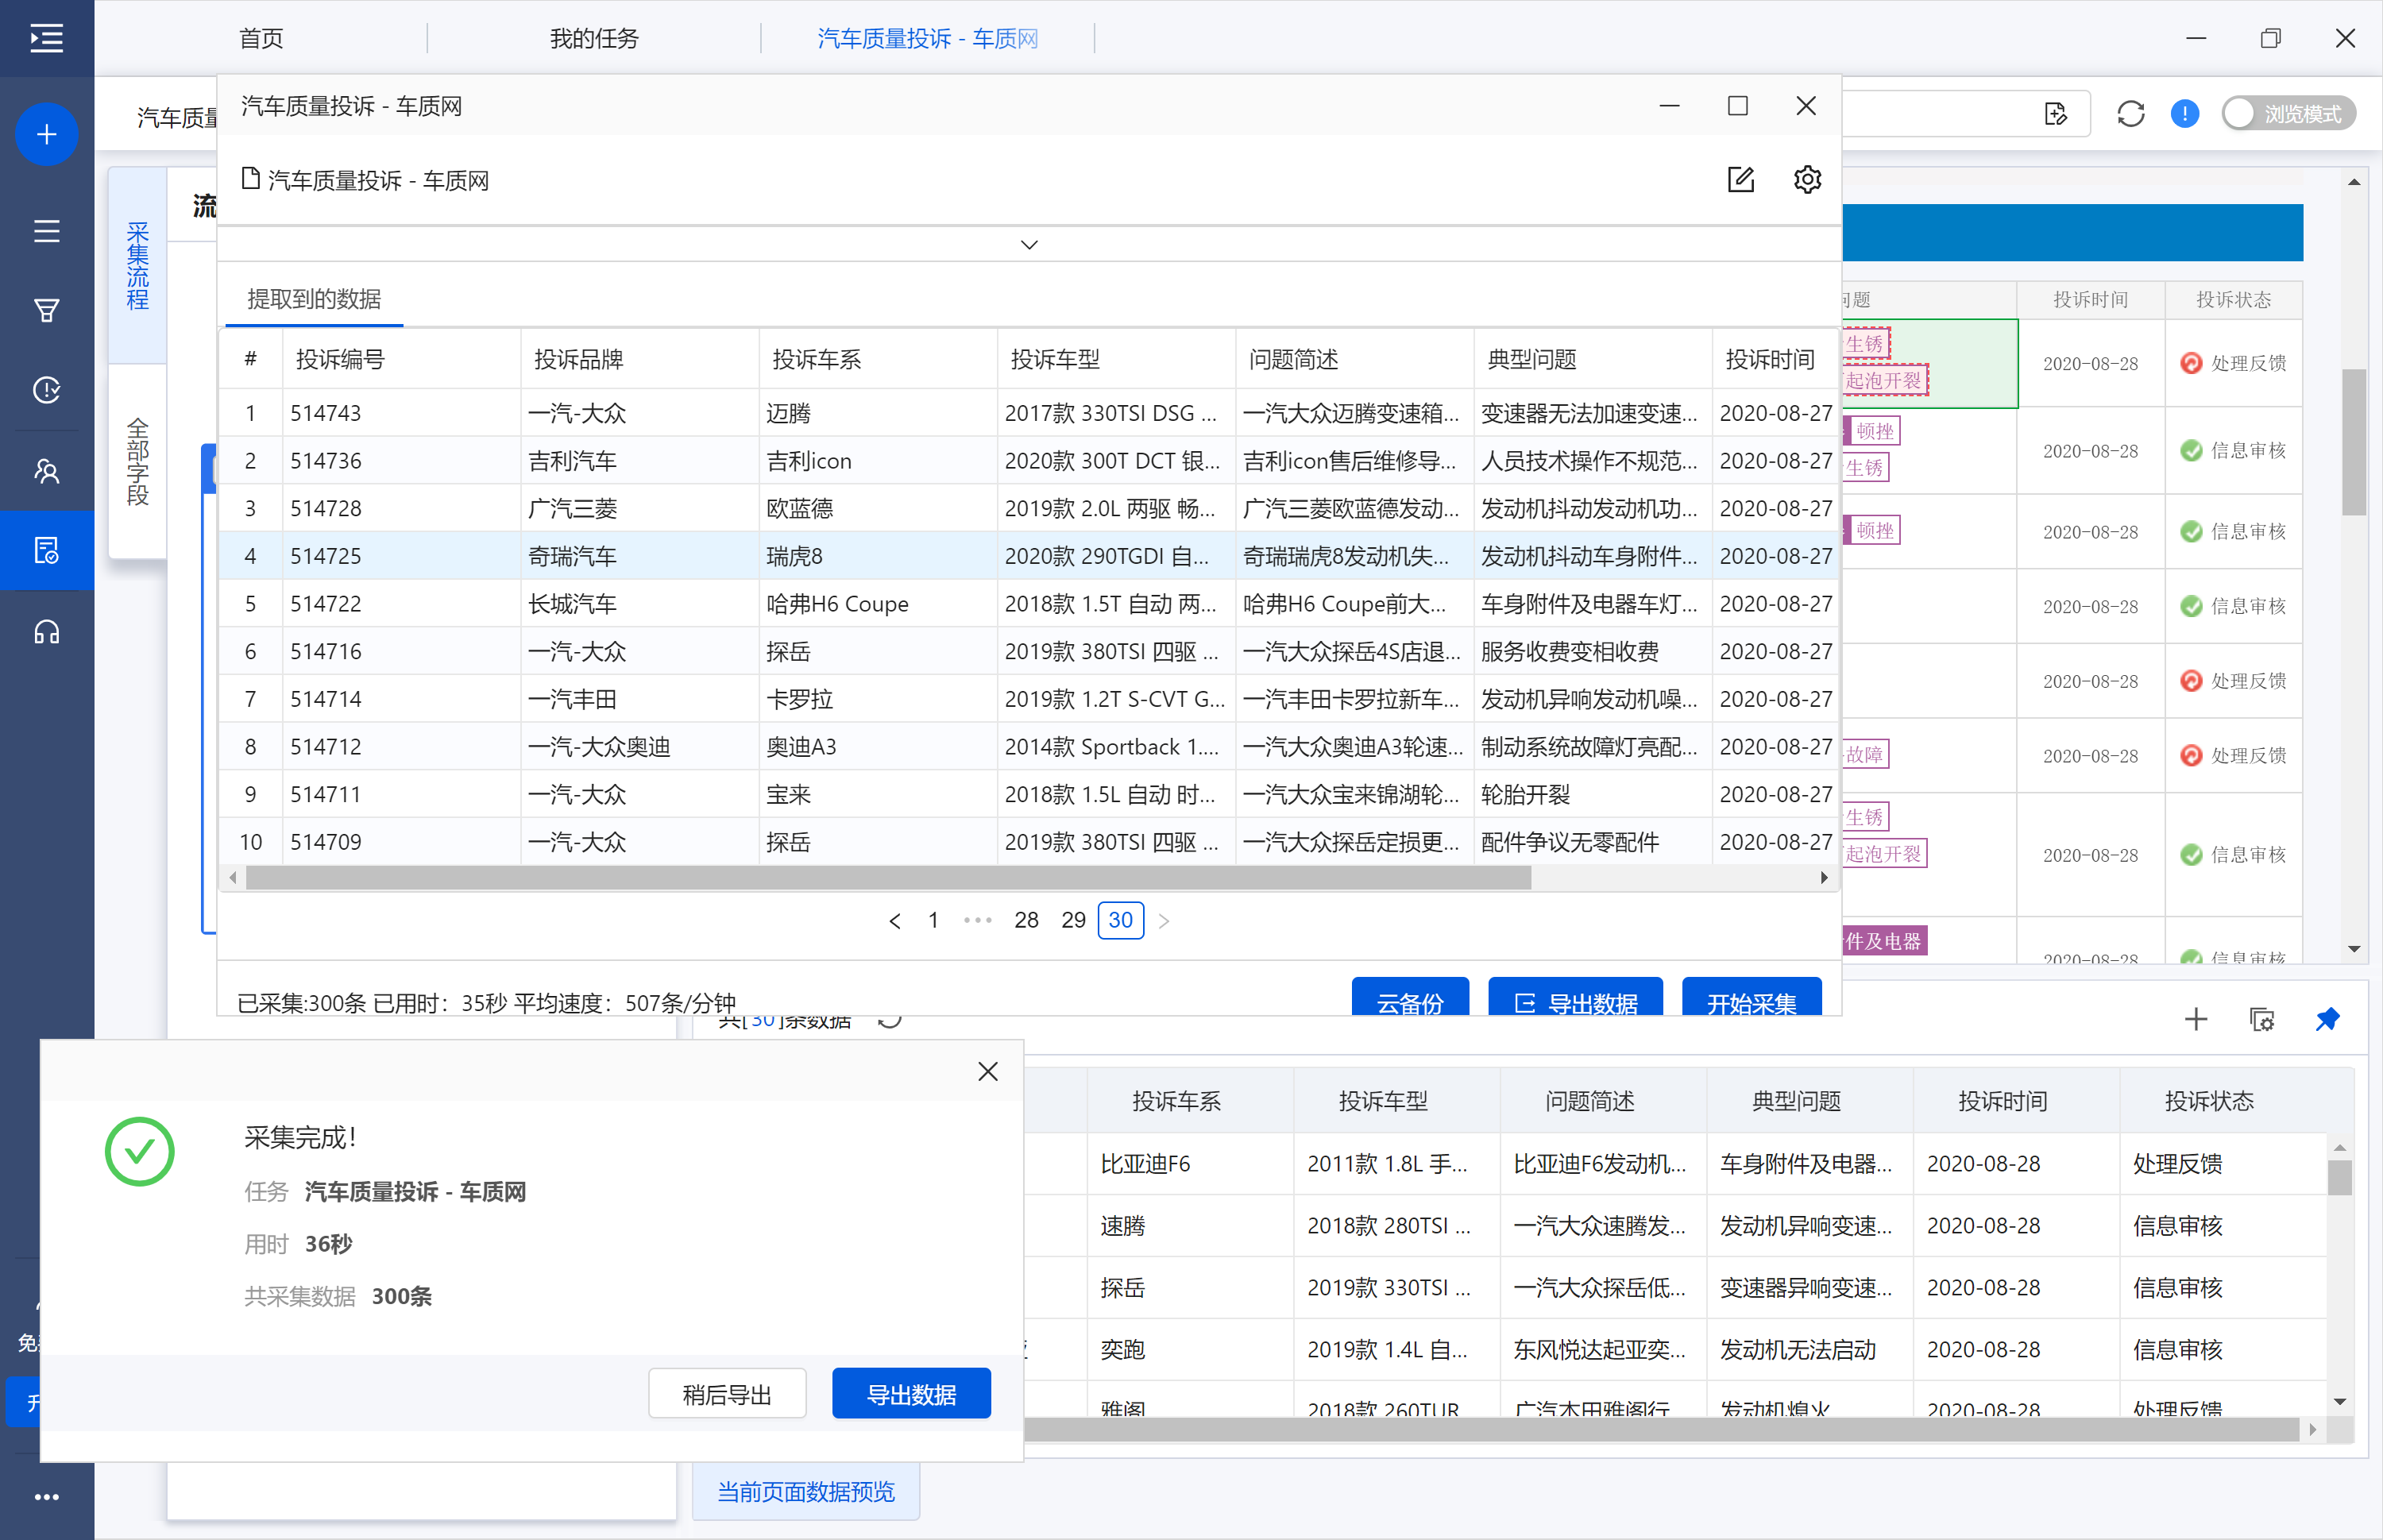 首页
我的任务
汽车质量投诉 - 车质网
汽车质量投诉 - 车质网
浏览模式
汽车质
汽车质量投诉 - 车质网
采集流程
全部字段
流
提取到的数据
# 投诉编号 投诉品牌 投诉车系 投诉车型 问题简述 典型问题 投诉时间
1 514743 一汽-大众 迈腾 2017款 330TSI DSG ... 一汽大众迈腾变速箱... 变速器无法加速变速... 2020-08-27
2 514736 吉利汽车 吉利icon 2020款 300T DCT 银... 吉利icon售后维修导... 人员技术操作不规范... 2020-08-27
3 514728 广汽三菱 欧蓝德 2019款 2.0L 两驱 畅... 广汽三菱欧蓝德发动... 发动机抖动发动机功... 2020-08-27
4 514725 奇瑞汽车 瑞虎8 2020款 290TGDI 自... 奇瑞瑞虎8发动机失... 发动机抖动车身附件... 2020-08-27
5 514722 长城汽车 哈弗H6 Coupe 2018款 1.5T 自动 两... 哈弗H6 Coupe前大... 车身附件及电器车灯... 2020-08-27
6 514716 一汽-大众 探岳 2019款 380TSI 四驱 ... 一汽大众探岳4S店退... 服务收费变相收费 2020-08-27
7 514714 一汽丰田 卡罗拉 2019款 1.2T S-CVT G... 一汽丰田卡罗拉新车... 发动机异响发动机噪... 2020-08-27
8 514712 一汽-大众奥迪 奥迪A3 2014款 Sportback 1.... 一汽大众奥迪A3轮速... 制动系统故障灯亮配... 2020-08-27
9 514711 一汽-大众 宝来 2018款 1.5L 自动 时... 一汽大众宝来锦湖轮... 轮胎开裂 2020-08-27
10 514709 一汽-大众 探岳 2019款 380TSI 四驱 ... 一汽大众探岳定损更... 配件争议无零配件 2020-08-27
1 ••• 28 29 30
已采集:300条 已用时：35秒 平均速度：507条/分钟
云备份
导出数据
开始采集
题 投诉时间 投诉状态
生锈
起泡开裂
2020-08-28 处理反馈
顿挫
生锈
2020-08-28 信息审核
顿挫
2020-08-28 信息审核
2020-08-28 信息审核
2020-08-28 处理反馈
故障
2020-08-28 处理反馈
生锈
起泡开裂
2020-08-28 信息审核
件及电器
2020-08-28 信息审核
共[30]条数据
投诉车系 投诉车型 问题简述 典型问题 投诉时间 投诉状态
比亚迪F6 2011款 1.8L 手... 比亚迪F6发动机... 车身附件及电器... 2020-08-28 处理反馈
速腾 2018款 280TSI ... 一汽大众速腾发... 发动机异响变速... 2020-08-28 信息审核
探岳 2019款 330TSI ... 一汽大众探岳低... 变速器异响变速... 2020-08-28 信息审核
奕跑 2019款 1.4L 自... 东风悦达起亚奕... 发动机无法启动 2020-08-28 信息审核
雅阁 2018款 260TUR 广汽本田雅阁行 发动机熄火 2020-08-28 处理反馈
当前页面数据预览
采集完成！
任务 汽车质量投诉 - 车质网
用时 36秒
共采集数据 300条
稍后导出
导出数据
免
升